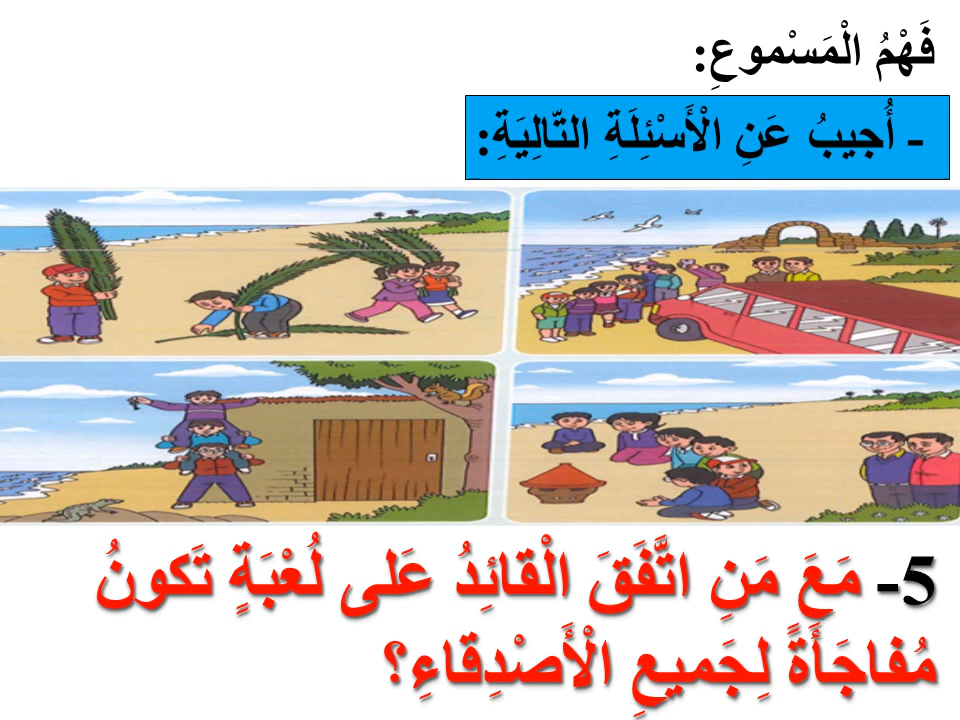 فَهْمُ الْمَسْموعِ:
- أُجيبُ عَنِ الْأَسْئِلَةِ التّالِيَةِ:
5- مَعَ مَنِ اتَّفَقَ الْقائِدُ عَلى لُعْبَةٍ تَكونُ
مُفاجَأَةً لِجَميعِ الْأَصْدِقاءِ؟